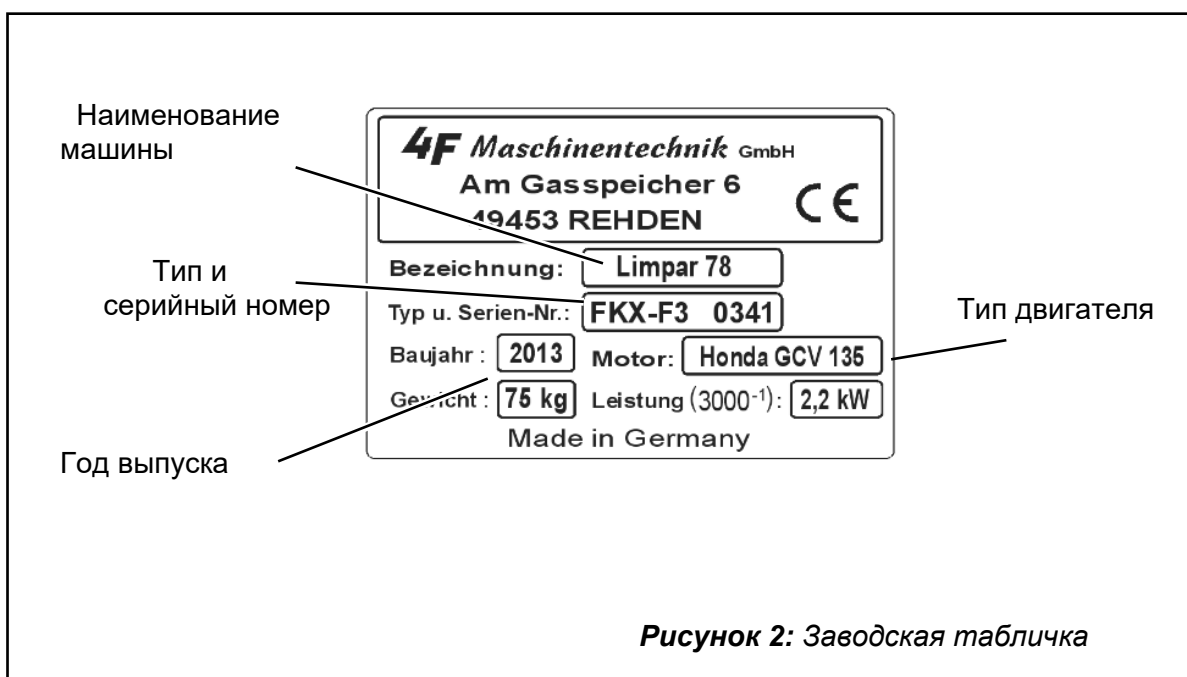 Наименование
машины
4F Maschinentechnik GmbH
Am Gasspeicher 6
49453 REHDEN
CE
Bezeichnung: Limpar 78
Тип и
серийный номер
Typ u. Serien-Nr.: FKX-F3 0341
Тип двигателя
Baujahr : 2013 Motor: Honda GCV 135
Gewicht : 75 kg Leistung (3000⁻¹): 2,2 kW
Made in Germany
Год выпуска
Рисунок 2: Заводская табличка